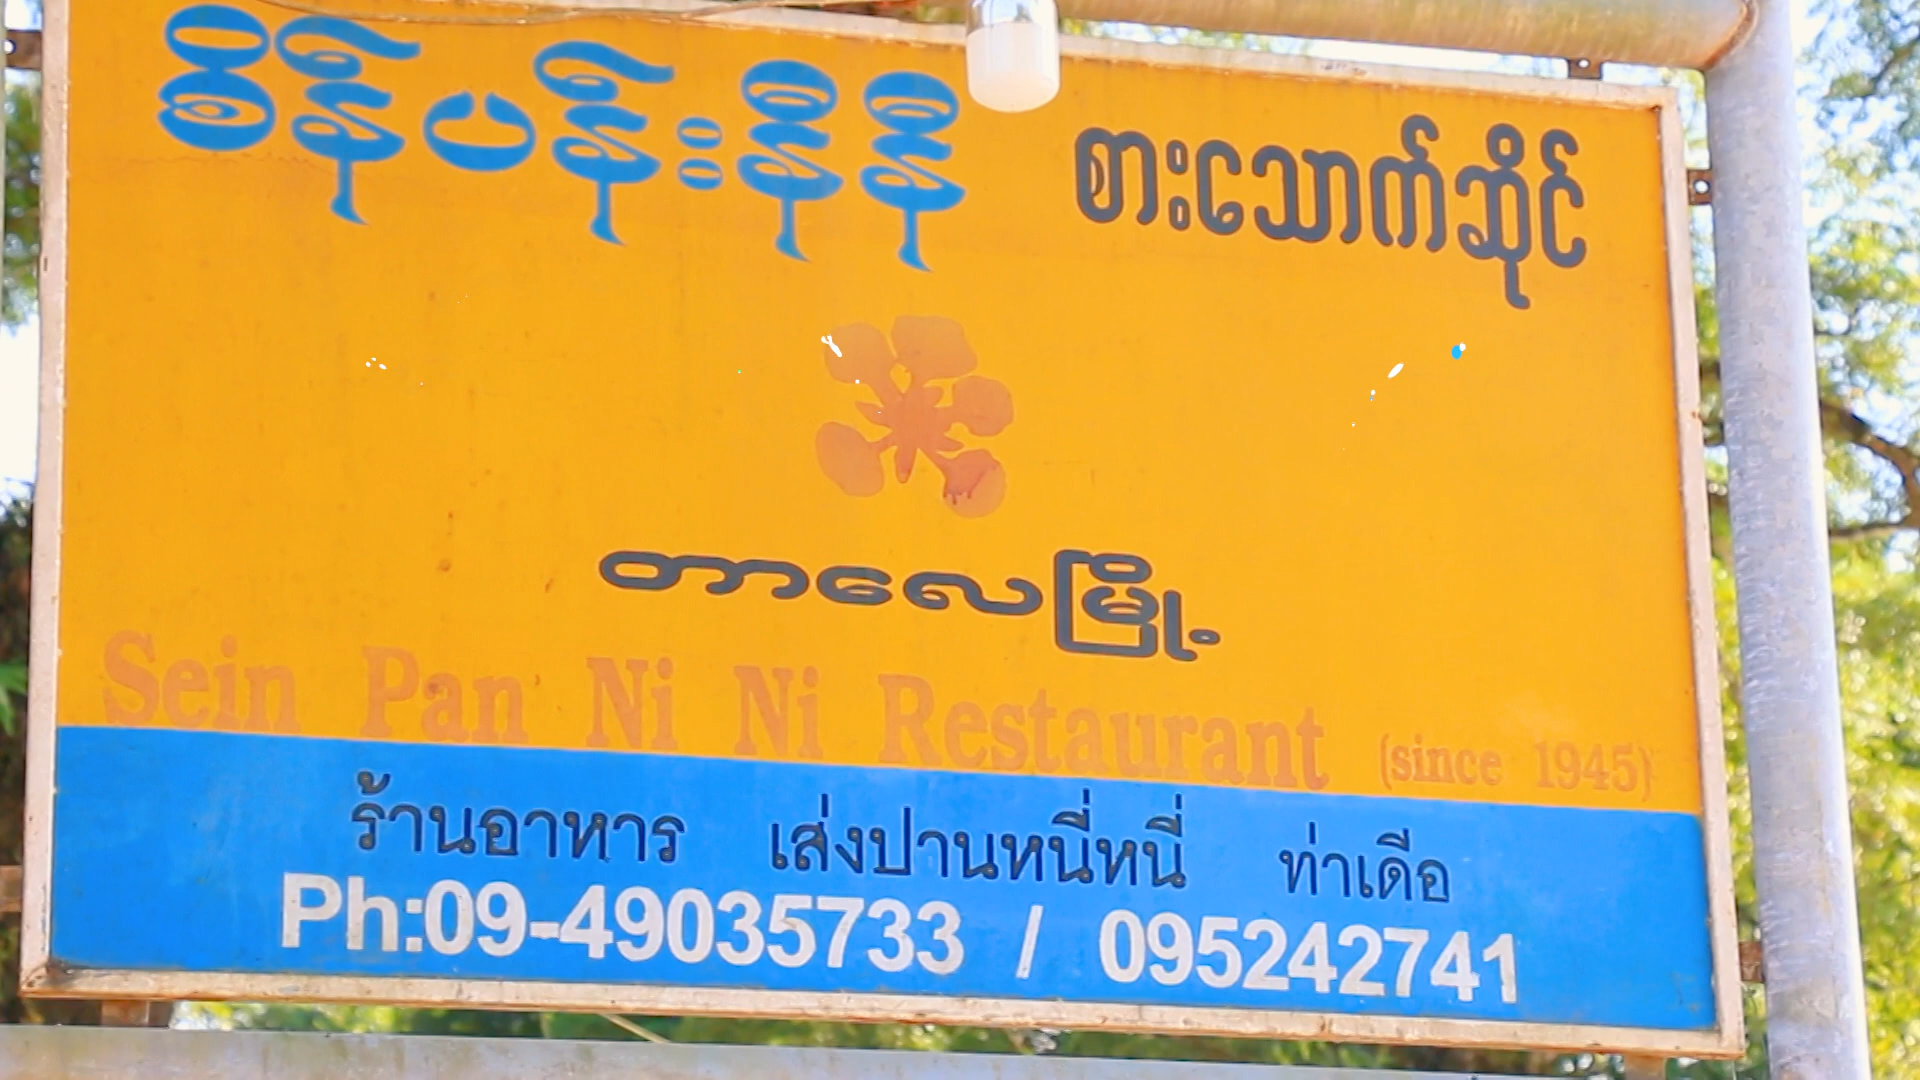 စိန်ပန်းနီနီ စားသောက်ဆိုင်
တာလေမြို့
Sein Pan Ni Ni Restaurant (since 1945)
ร้านอาหาร เส่งปานหนี่หนี่ ท่าเดือ
Ph:09-49035733 / 095242741